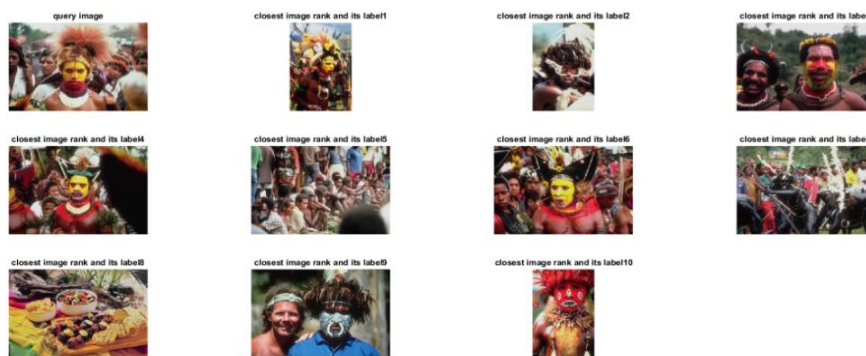 query image
closest image rank and its label1
closest image rank and its label2
closest image rank and its label
closest image rank and its label4
closest image rank and its label5
closest image rank and its label6
closest image rank and its label
closest image rank and its label8
closest image rank and its label9
closest image rank and its label10